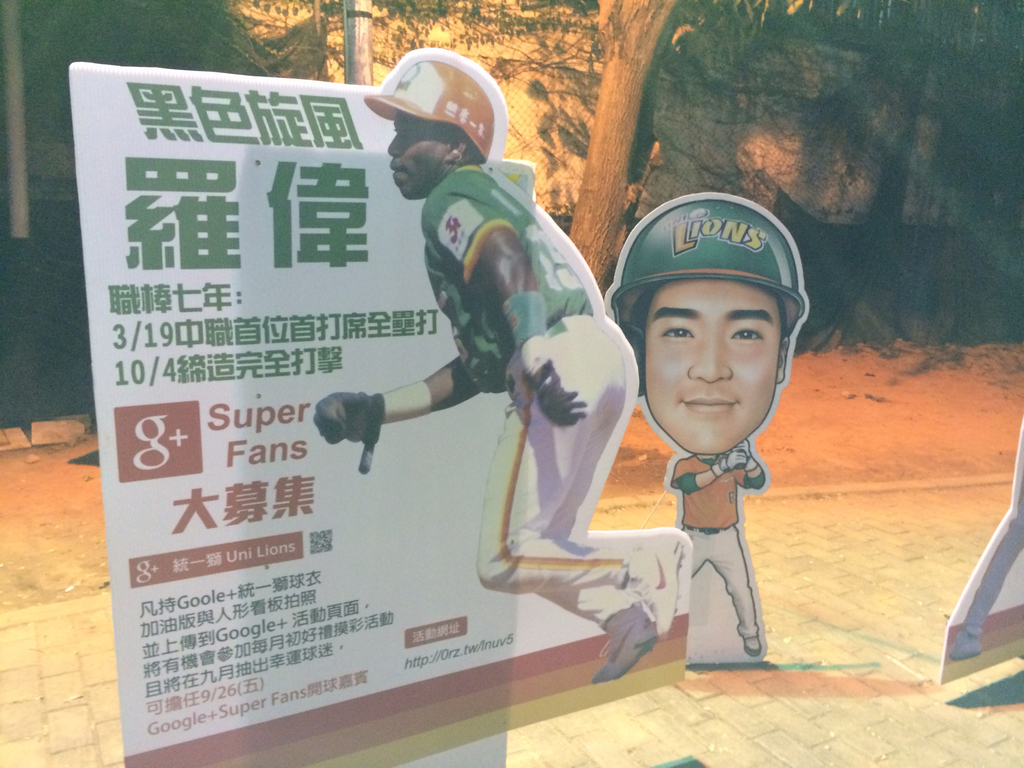 黑色旋風
羅偉
職棒七年:
3/19中職首位首打席全壘打
10/4締造完全打擊
g+
Super
Fans
大募集
g+ 統一獅 Uni Lions
凡持Goole+統一獅球衣
加油版與人形看板拍照
並上傳到Google+ 活動頁面，
將有機會參加每月初好禮摸彩活動
且將在九月抽出幸運球迷，
可擔任9/26(五)
Google+Super Fans開球嘉賓
活動網址
http://0rz.tw/lnuv5
LIONS